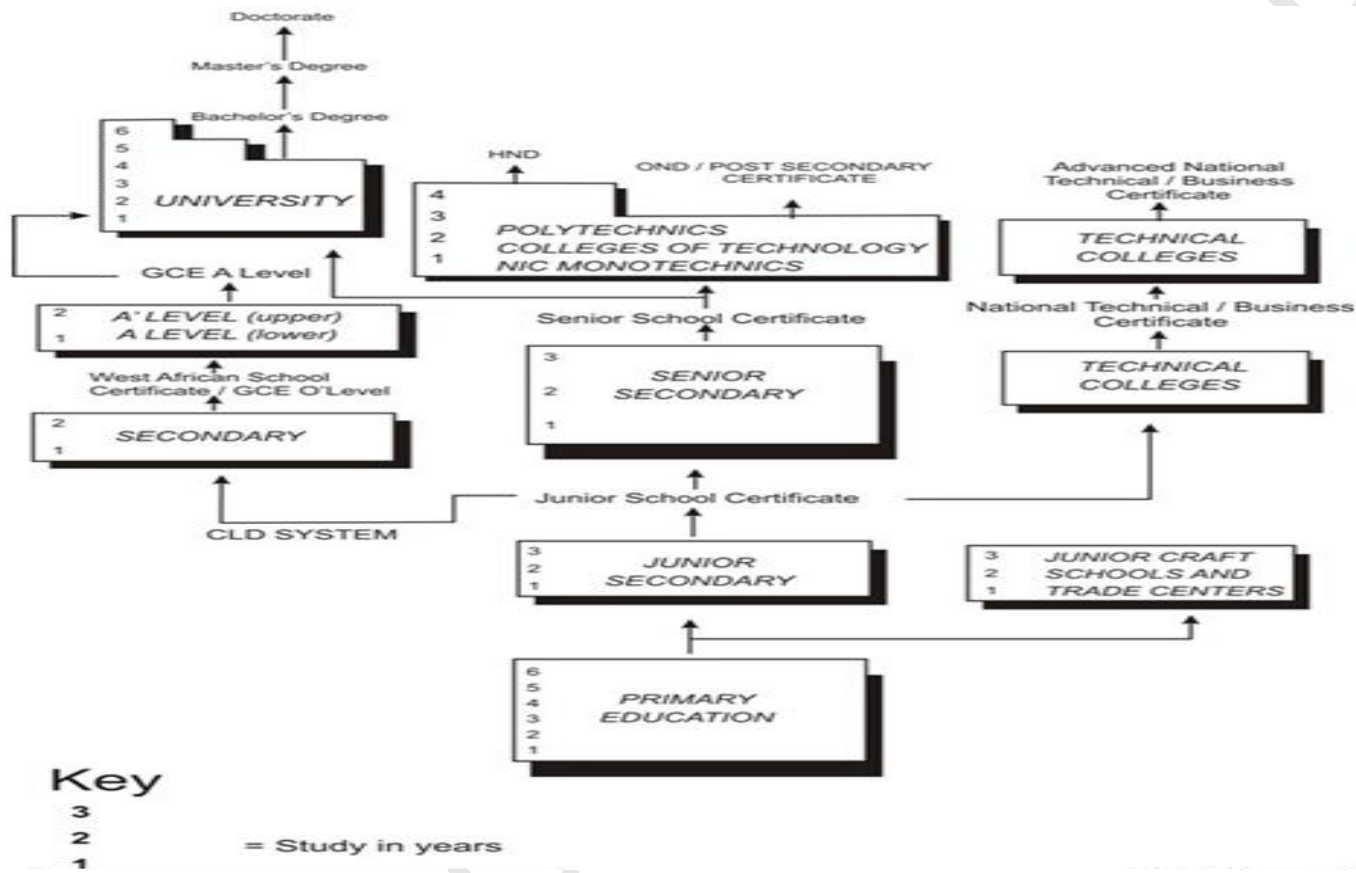 Doctorate
Master's Degree
Bachelor's Degree
6
5
4
3
2
1
UNIVERSITY
GCE A Level
2
1
A' LEVEL (upper)
A LEVEL (lower)
West African School
Certificate / GCE O'Level
2
1
SECONDARY
CLD SYSTEM
HND
OND / POST SECONDARY
CERTIFICATE
4
3
2
1
POLYTECHNICS
COLLEGES OF TECHNOLOGY
NIC MONOTECHNICS
Senior School Certificate
3
2
1
SENIOR
SECONDARY
Junior School Certificate
3
2
1
JUNIOR
SECONDARY
6
5
4
3
2
1
PRIMARY
EDUCATION
Advanced National
Technical / Business
Certificate
TECHNICAL
COLLEGES
National Technical / Business
Certificate
TECHNICAL
COLLEGES
3
2
1
JUNIOR CRAFT
SCHOOLS AND
TRADE CENTERS
Key
3
2
1
= Study in years